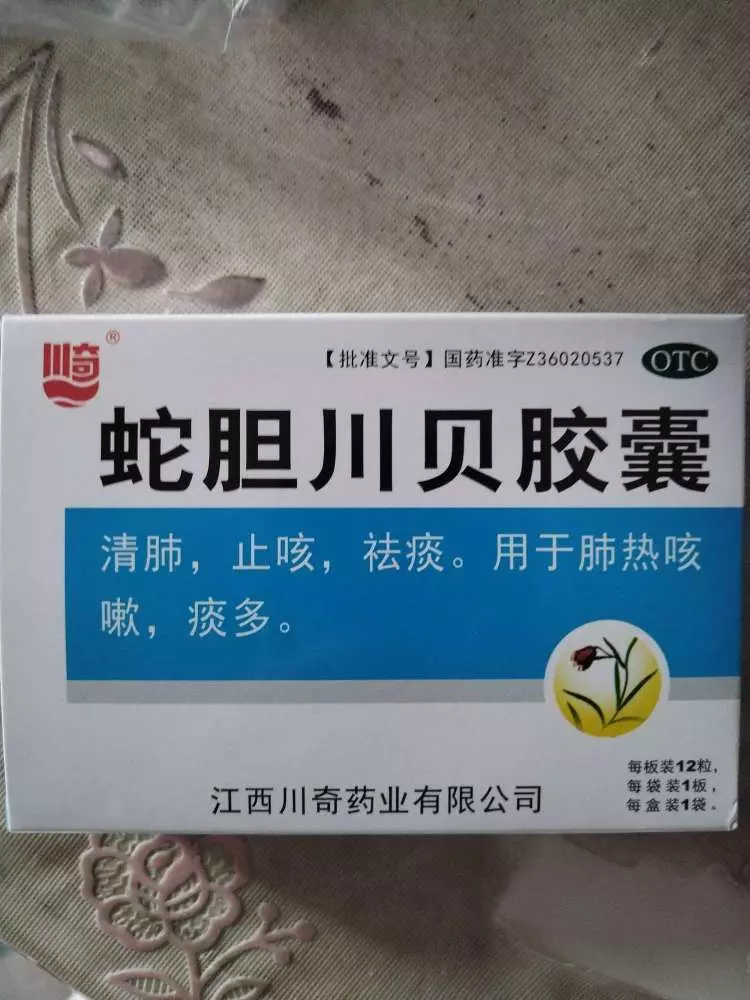 川奇®
【批准文号】国药准字Z36020537
OTC
蛇胆川贝胶囊
清肺，止咳，祛痰。用于肺热咳
嗽，痰多。
每板装12粒，
每袋装1板，
每盒装1袋。
江西川奇药业有限公司